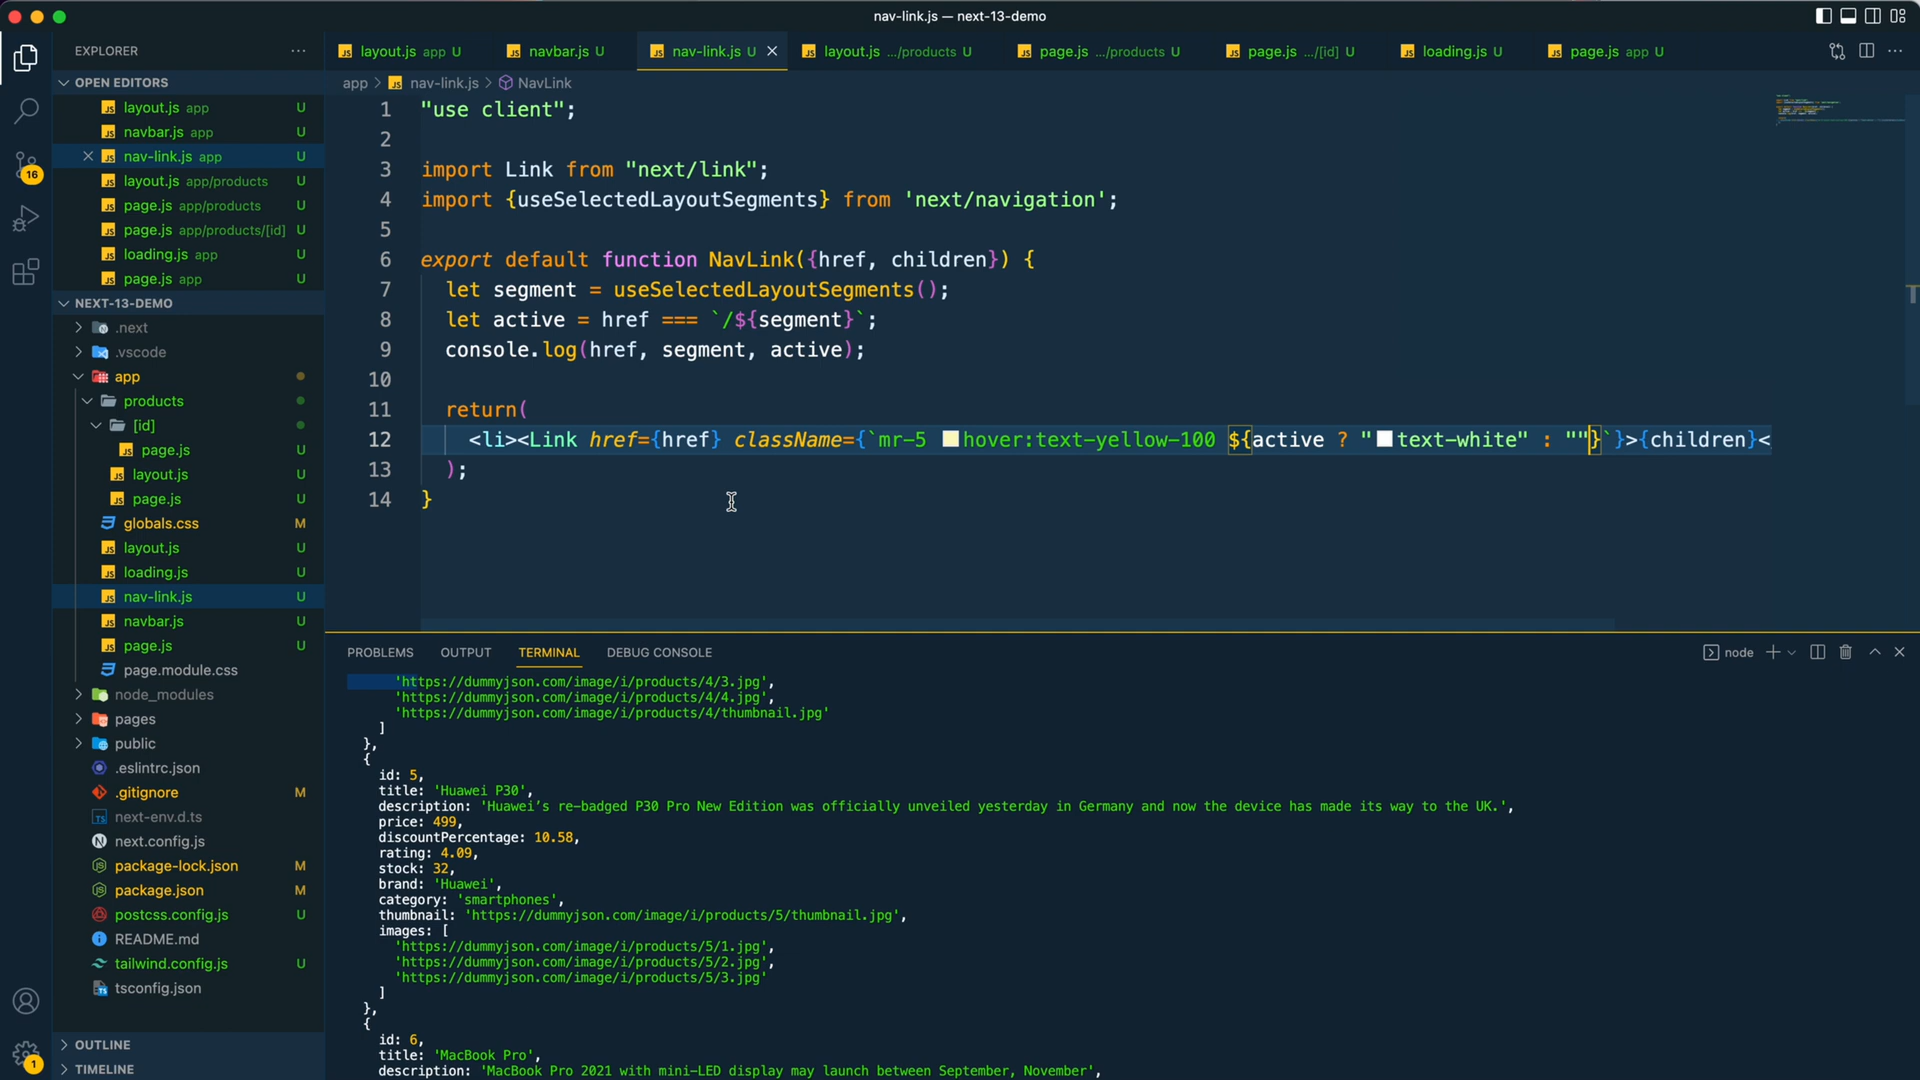 nav-link.js — next-13-demo
EXPLORER
layout.js app U
navbar.js U
nav-link.js U
layout.js .../products U
page.js .../products U
page.js .../[id] U
loading.js U
page.js app U
OPEN EDITORS
layout.js app U
navbar.js app U
nav-link.js app U
layout.js app/products U
page.js app/products U
page.js app/products/[id] U
loading.js app U
page.js app U
NEXT-13-DEMO
.next
.vscode
app
products
[id]
page.js U
layout.js U
page.js U
globals.css M
layout.js U
loading.js U
nav-link.js U
navbar.js U
page.js U
page.module.css
node_modules
pages
public
.eslintrc.json
.gitignore M
next-env.d.ts
next.config.js
package-lock.json M
package.json M
postcss.config.js U
README.md
tailwind.config.js U
tsconfig.json
OUTLINE
TIMELINE
16
1
app > nav-link.js > NavLink
1 "use client";
2
3 import Link from "next/link";
4 import {useSelectedLayoutSegments} from 'next/navigation';
5
6 export default function NavLink({href, children}) {
7 let segment = useSelectedLayoutSegments();
8 let active = href === `/${segment}`;
9 console.log(href, segment, active);
10
11 return(
12 <li><Link href={href} className={`mr-5 hover:text-yellow-100 ${active ? "text-white" : ""}`}>{children}<
13 );
14 }
PROBLEMS OUTPUT TERMINAL DEBUG CONSOLE
node
'https://dummyjson.com/image/i/products/4/3.jpg',
'https://dummyjson.com/image/i/products/4/4.jpg',
'https://dummyjson.com/image/i/products/4/thumbnail.jpg'
]
},
{
id: 5,
title: 'Huawei P30',
description: 'Huawei’s re-badged P30 Pro New Edition was officially unveiled yesterday in Germany and now the device has made its way to the UK.',
price: 499,
discountPercentage: 10.58,
rating: 4.09,
stock: 32,
brand: 'Huawei',
category: 'smartphones',
thumbnail: 'https://dummyjson.com/image/i/products/5/thumbnail.jpg',
images: [
'https://dummyjson.com/image/i/products/5/1.jpg',
'https://dummyjson.com/image/i/products/5/2.jpg',
'https://dummyjson.com/image/i/products/5/3.jpg'
]
},
{
id: 6,
title: 'MacBook Pro',
description: 'MacBook Pro 2021 with mini-LED display may launch between September, November',